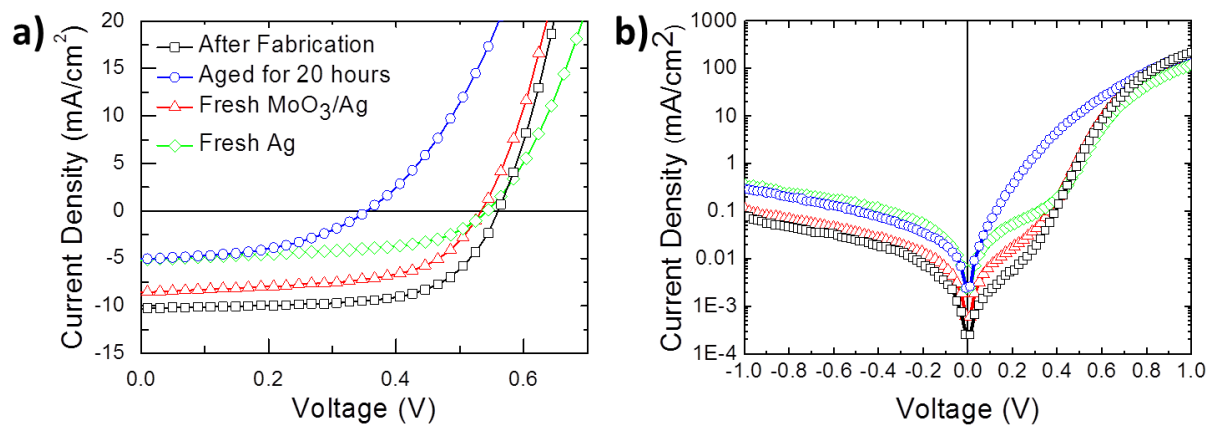 a)
Current Density (mA/cm²)
20
15
10
5
0
-5
-10
-15
After Fabrication
Aged for 20 hours
Fresh MoO₃/Ag
Fresh Ag
0.0 0.2 0.4 0.6
Voltage (V)
b)
Current Density (mA/cm²)
1000
100
10
1
0.1
0.01
1E-3
1E-4
-1.0 -0.8 -0.6 -0.4 -0.2 0.0 0.2 0.4 0.6 0.8 1.0
Voltage (V)